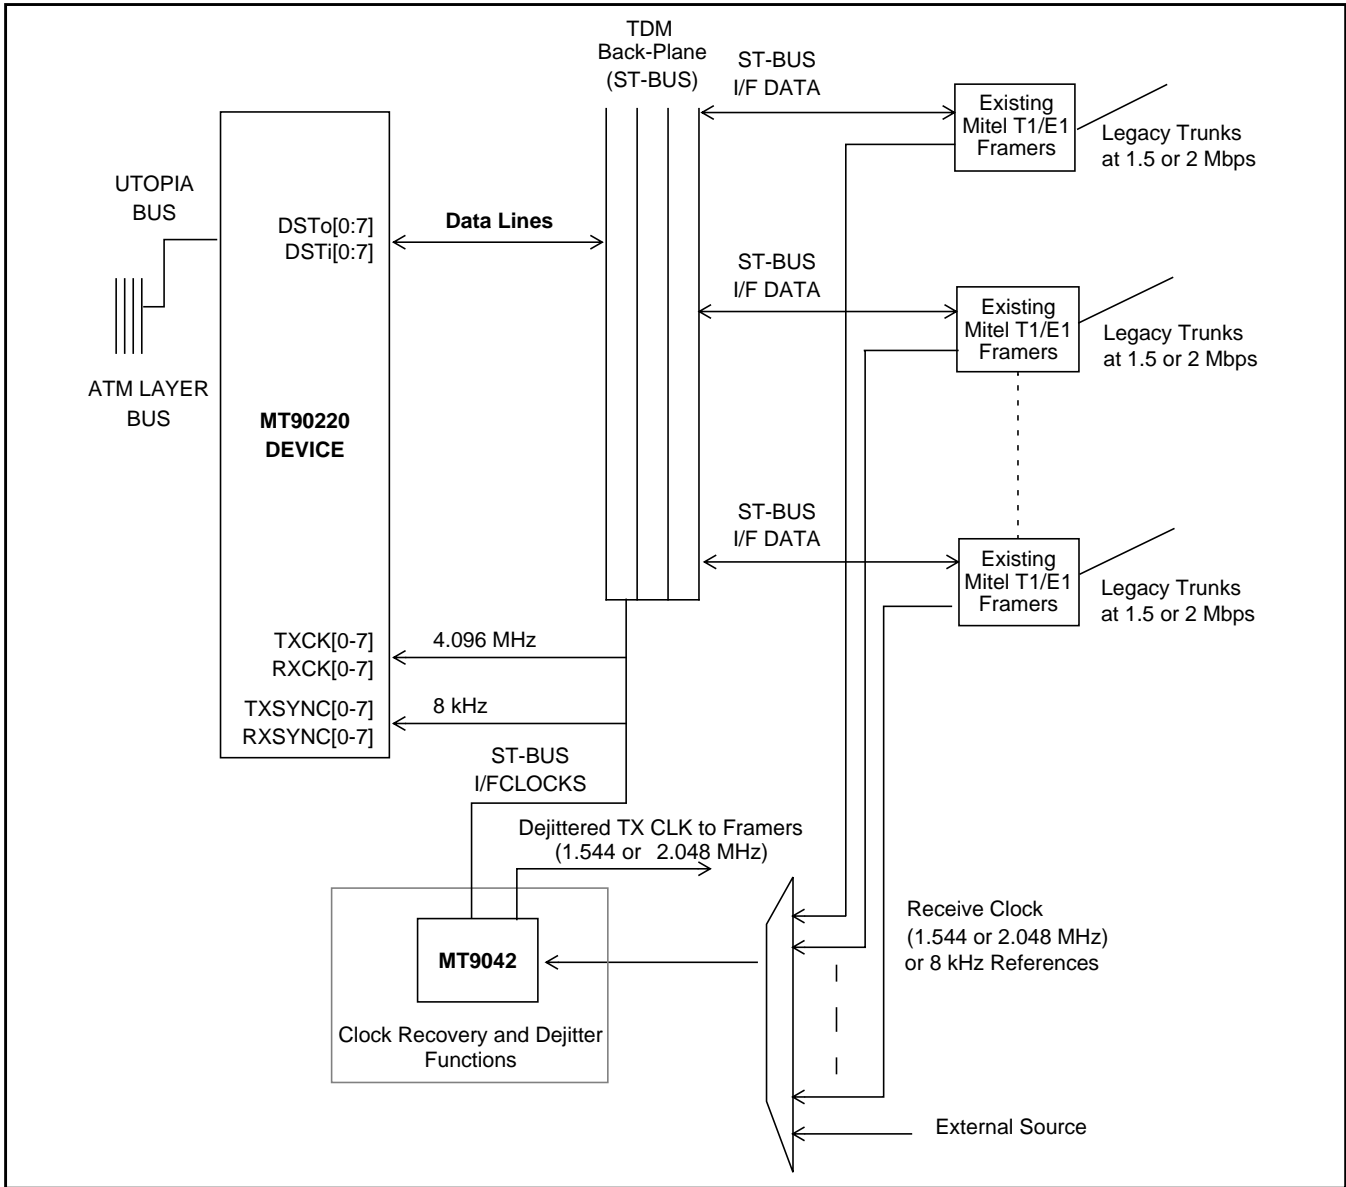 TDM
Back-Plane
(ST-BUS)
ST-BUS
I/F DATA
Existing
Mitel T1/E1
Framers
Legacy Trunks
at 1.5 or 2 Mbps
UTOPIA
BUS
DSTo[0:7]
DSTi[0:7]
Data Lines
ST-BUS
I/F DATA
Existing
Mitel T1/E1
Framers
Legacy Trunks
at 1.5 or 2 Mbps
ATM LAYER
BUS
MT90220
DEVICE
ST-BUS
I/F DATA
Existing
Mitel T1/E1
Framers
Legacy Trunks
at 1.5 or 2 Mbps
TXCK[0-7]
RXCK[0-7]
4.096 MHz
TXSYNC[0-7]
RXSYNC[0-7]
8 kHz
ST-BUS
I/FCLOCKS
Dejittered TX CLK to Framers
(1.544 or 2.048 MHz)
MT9042
Clock Recovery and Dejitter
Functions
Receive Clock
(1.544 or 2.048 MHz)
or 8 kHz References
External Source